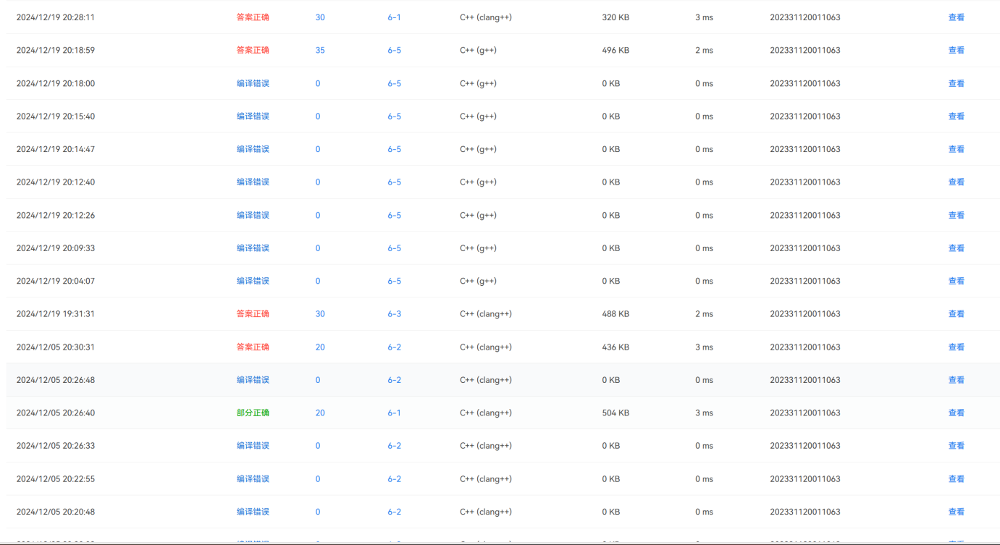 2024/12/19 20:28:11 答案正确 30 6-1 C++ (clang++) 320 KB 3 ms 202331120011063 查看
2024/12/19 20:18:59 答案正确 35 6-5 C++ (g++) 496 KB 2 ms 202331120011063 查看
2024/12/19 20:18:00 编译错误 0 6-5 C++ (g++) 0 KB 0 ms 202331120011063 查看
2024/12/19 20:15:40 编译错误 0 6-5 C++ (g++) 0 KB 0 ms 202331120011063 查看
2024/12/19 20:14:47 编译错误 0 6-5 C++ (g++) 0 KB 0 ms 202331120011063 查看
2024/12/19 20:12:40 编译错误 0 6-5 C++ (g++) 0 KB 0 ms 202331120011063 查看
2024/12/19 20:12:26 编译错误 0 6-5 C++ (g++) 0 KB 0 ms 202331120011063 查看
2024/12/19 20:09:33 编译错误 0 6-5 C++ (g++) 0 KB 0 ms 202331120011063 查看
2024/12/19 20:04:07 编译错误 0 6-5 C++ (g++) 0 KB 0 ms 202331120011063 查看
2024/12/19 19:31:31 答案正确 30 6-3 C++ (clang++) 488 KB 2 ms 202331120011063 查看
2024/12/05 20:30:31 答案正确 20 6-2 C++ (clang++) 436 KB 3 ms 202331120011063 查看
2024/12/05 20:26:48 编译错误 0 6-2 C++ (clang++) 0 KB 0 ms 202331120011063 查看
2024/12/05 20:26:40 部分正确 20 6-1 C++ (clang++) 504 KB 3 ms 202331120011063 查看
2024/12/05 20:26:33 编译错误 0 6-2 C++ (clang++) 0 KB 0 ms 202331120011063 查看
2024/12/05 20:22:55 编译错误 0 6-2 C++ (clang++) 0 KB 0 ms 202331120011063 查看
2024/12/05 20:20:48 编译错误 0 6-2 C++ (clang++) 0 KB 0 ms 202331120011063 查看